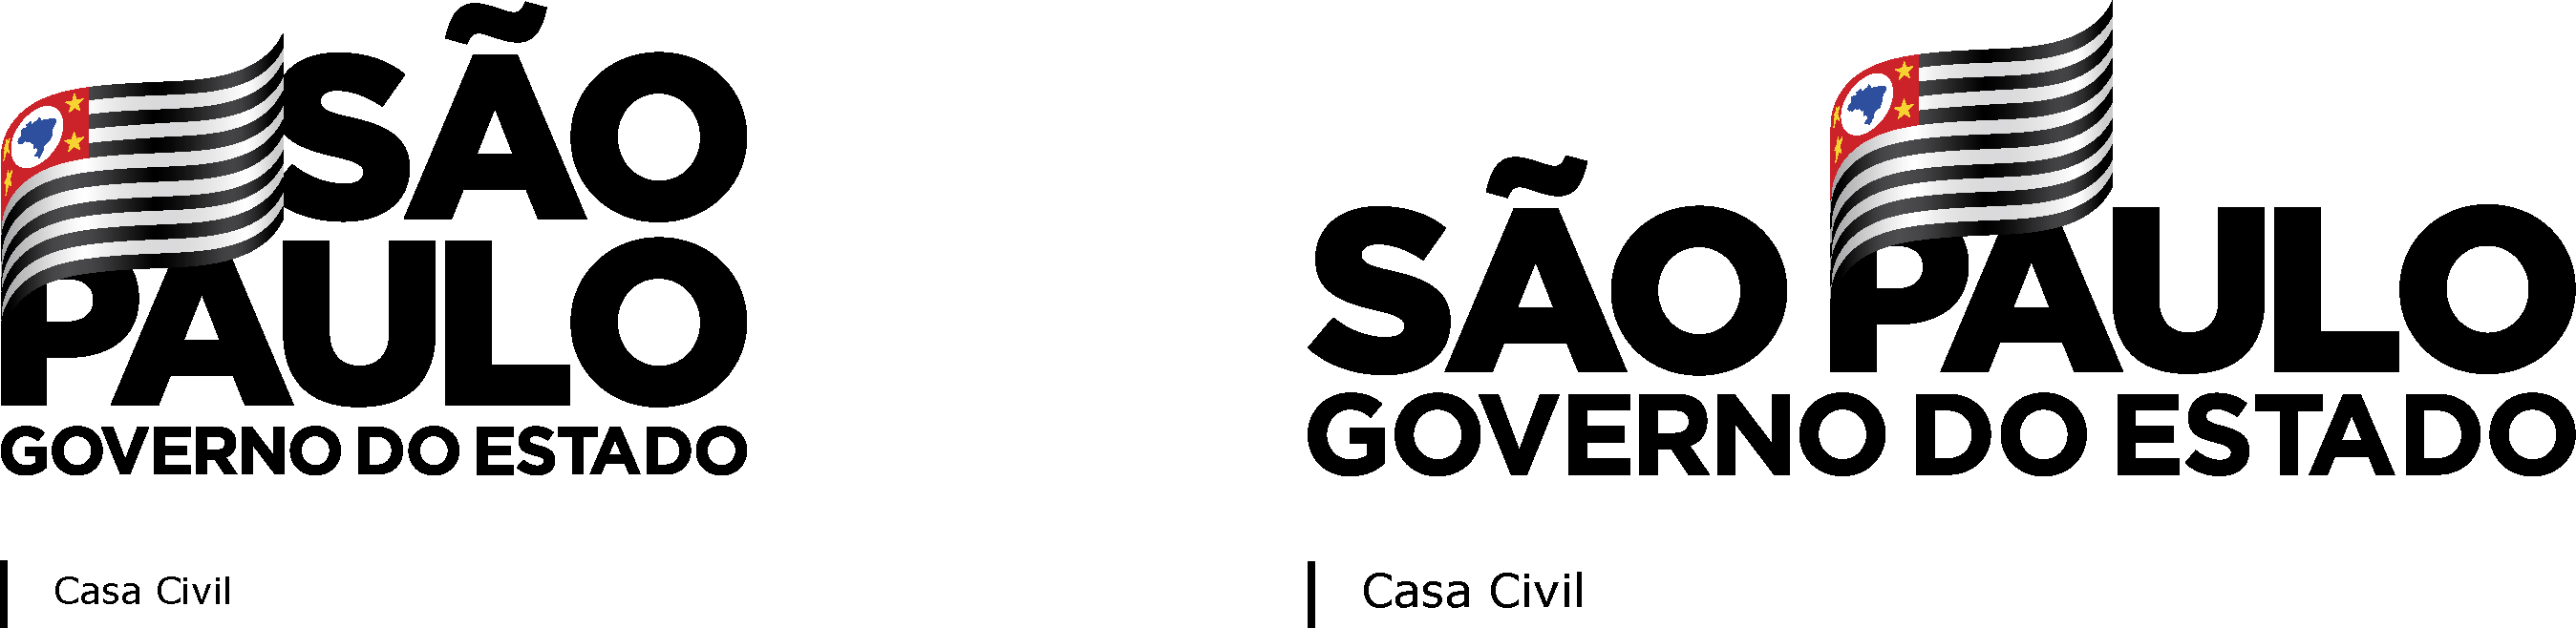 SÃO
PAULO
GOVERNO DO ESTADO
Casa Civil
SÃO PAULO
GOVERNO DO ESTADO
Casa Civil